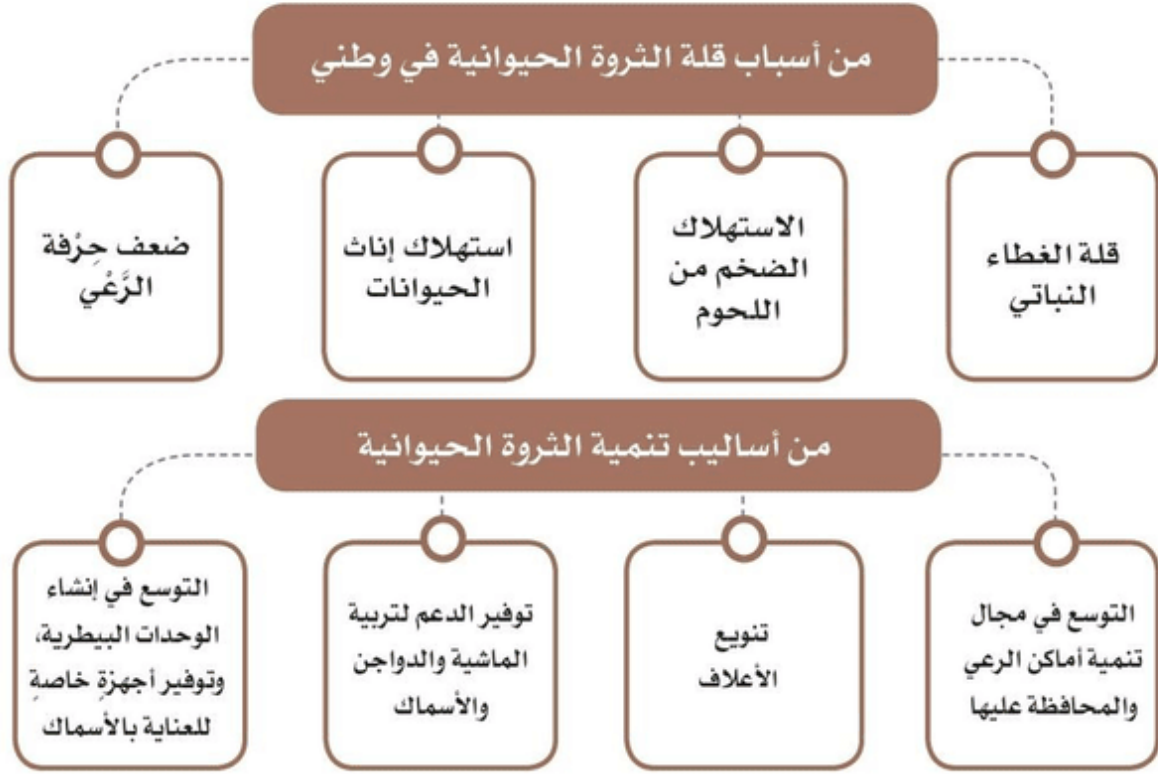 من أسباب قلة الثروة الحيوانية في وطني
قلة الغطاء
النباتي
الاستهلاك
الضخم من
اللحوم
استهلاك إناث
الحيوانات
ضعف حِرْفة
الرَّعْي
من أساليب تنمية الثروة الحيوانية
التوسع في مجال
تنمية أماكن الرعي
والمحافظة عليها
تنويع
الأعلاف
توفير الدعم لتربية
الماشية والدواجن
والأسماك
التوسع في إنشاء
الوحدات البيطرية،
وتوفير أجهزةٍ خاصةٍ
للعناية بالأسماك